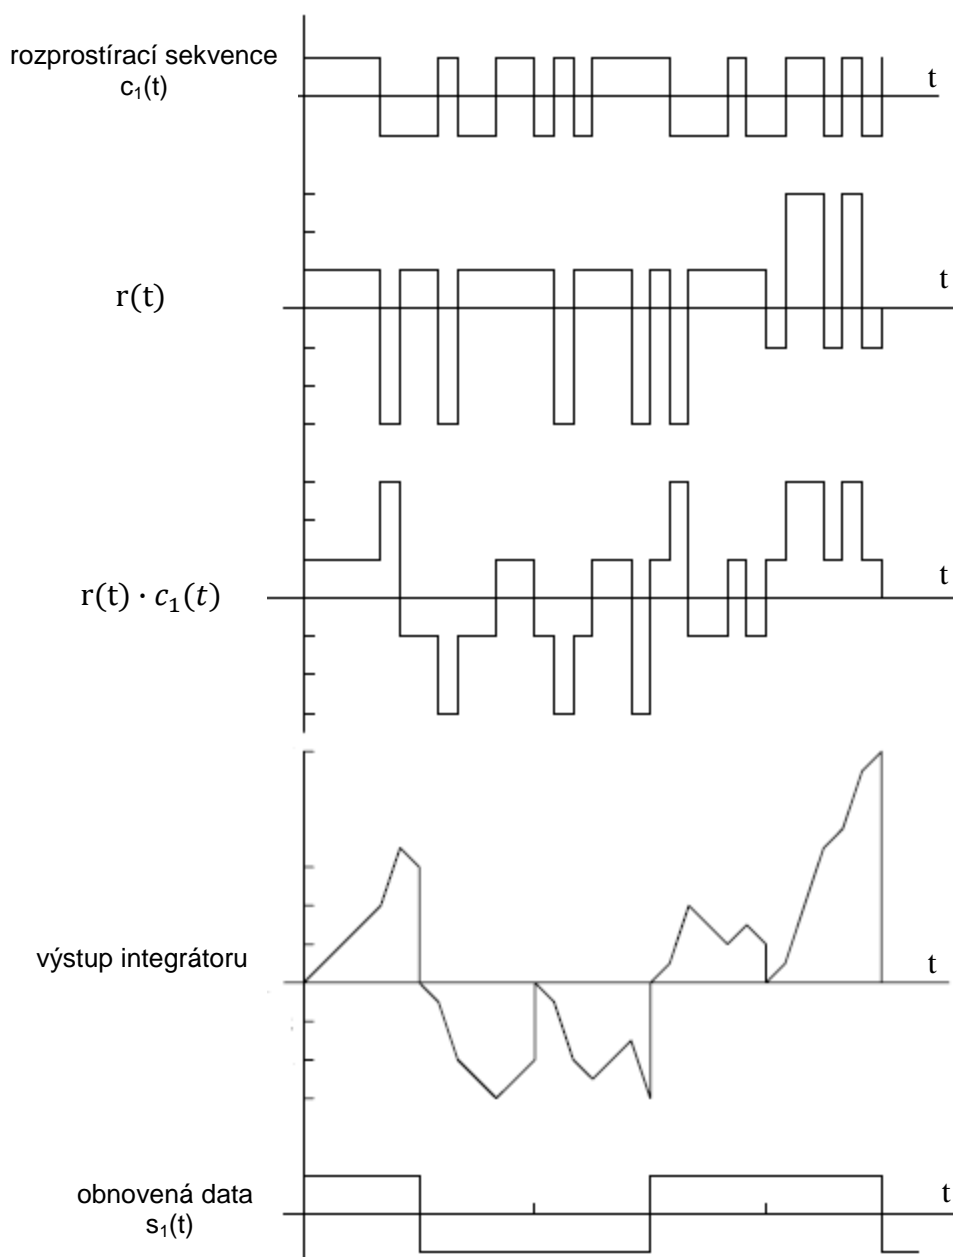 rozprostírací sekvence
c₁(t)
t
r(t)
t
r(t) · c₁(t)
t
výstup integrátoru
t
obnovená data
s₁(t)
t